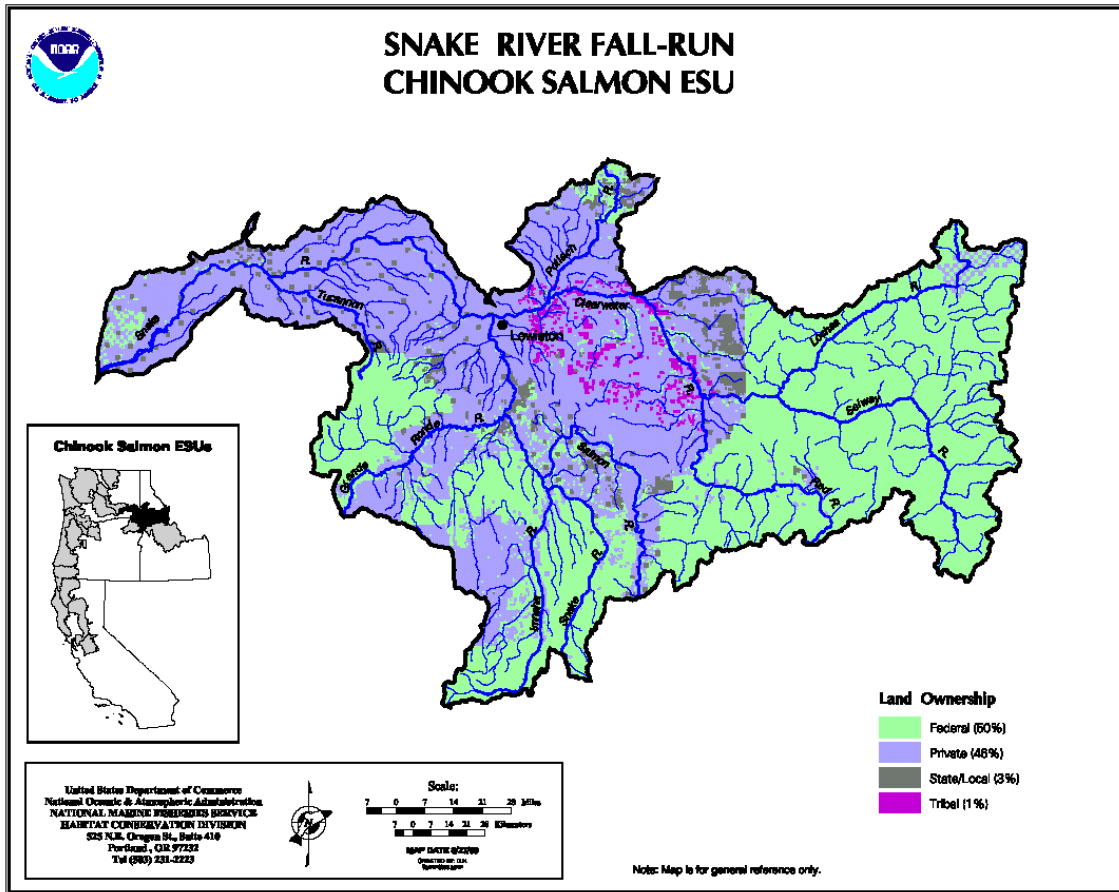 NOAA
SNAKE RIVER FALL-RUN
CHINOOK SALMON ESU
R.
Potlatch
R.
Tucannon
R.
Snake
Clearwater
Lewiston
R.
Lochsa
R.
Selway
R.
Grande
Ronde
R.
Salmon
R.
Red R.
R.
Imnaha
R.
Snake
Chinook Salmon ESUs
Land Ownership
Federal (50%)
Private (46%)
State/Local (3%)
Tribal (1%)
United States Department of Commerce
National Oceanic & Atmospheric Administration
NATIONAL MARINE FISHERIES SERVICE
HABITAT CONSERVATION DIVISION
525 N.E. Oregon St., Suite 410
Portland, OR 97232
Tel (503) 231-2223
N
Scale:
7 0 7 14 21 28 Miles
7 0 7 14 21 28 Kilometers
MAP DATE
Note: Map is for general reference only.